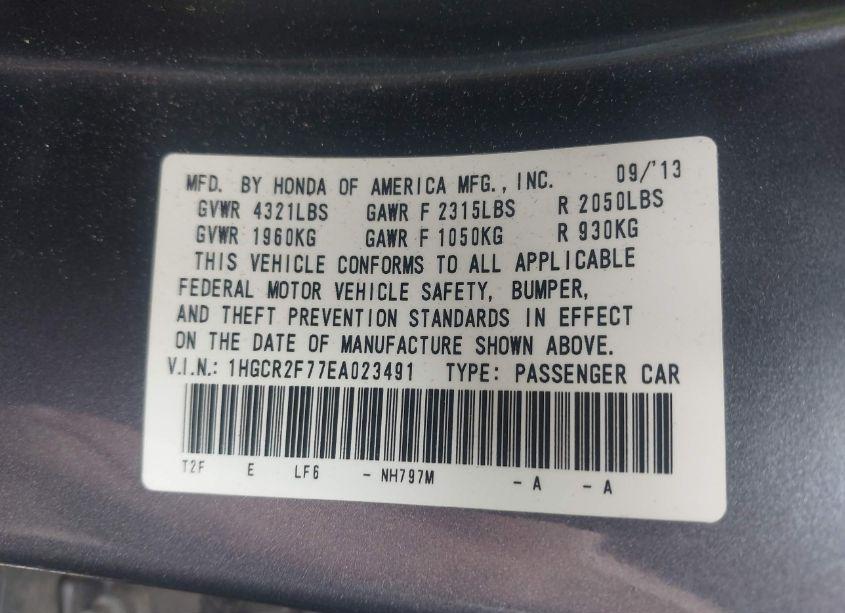 MFD. BY HONDA OF AMERICA MFG., INC. 09/'13
GVWR 4321LBS GAWR F 2315LBS R 2050LBS
GVWR 1960KG GAWR F 1050KG R 930KG
THIS VEHICLE CONFORMS TO ALL APPLICABLE
FEDERAL MOTOR VEHICLE SAFETY, BUMPER,
AND THEFT PREVENTION STANDARDS IN EFFECT
ON THE DATE OF MANUFACTURE SHOWN ABOVE.
V.I.N.: 1HGCR2F77EA023491 TYPE: PASSENGER CAR
T2F E LF6 - NH797M - A - A